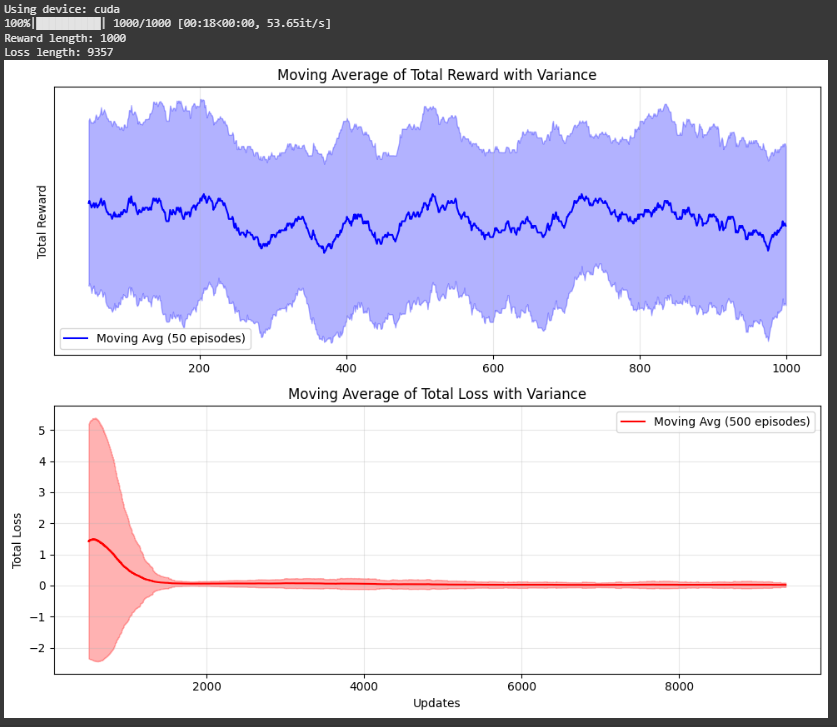 Using device: cuda
100%|██████████| 1000/1000 [00:18<00:00, 53.65it/s]
Reward length: 1000
Loss length: 9357
Moving Average of Total Reward with Variance
Total Reward
Moving Avg (50 episodes)
200 400 600 800 1000
Moving Average of Total Loss with Variance
Moving Avg (500 episodes)
5
4
3
2
1
0
−1
−2
Total Loss
2000 4000 6000 8000
Updates